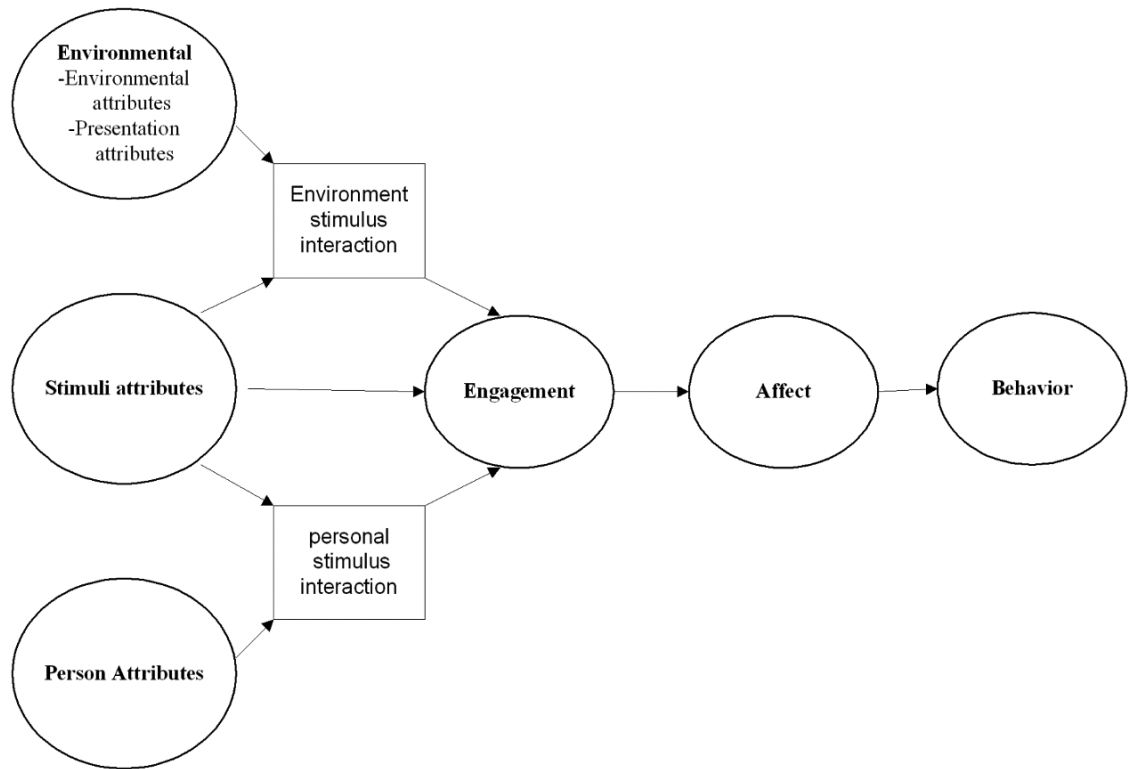 Environmental
-Environmental
attributes
-Presentation
attributes
Environment
stimulus
interaction
Stimuli attributes
Engagement
Affect
Behavior
personal
stimulus
interaction
Person Attributes